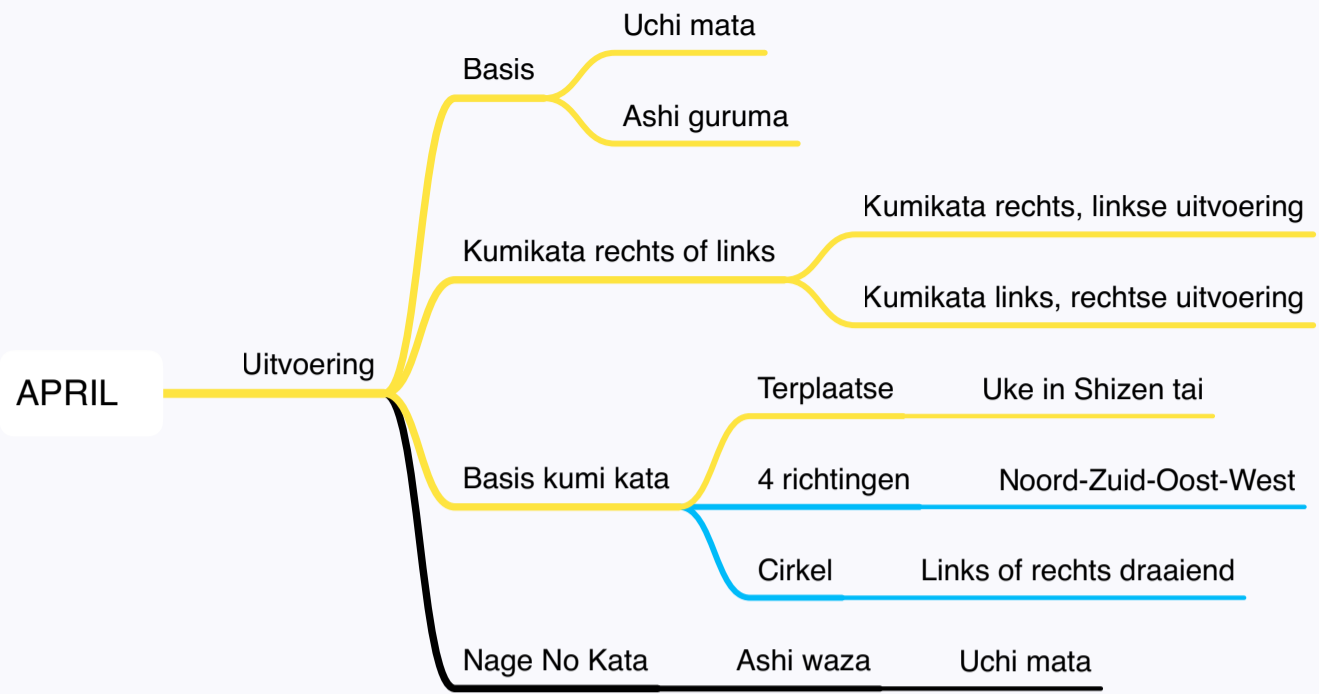 APRIL
Uitvoering
Basis
Uchi mata
Ashi guruma
Kumikata rechts of links
Kumikata rechts, linkse uitvoering
Kumikata links, rechtse uitvoering
Basis kumi kata
Terplaatse
Uke in Shizen tai
4 richtingen
Noord-Zuid-Oost-West
Cirkel
Links of rechts draaiend
Nage No Kata
Ashi waza
Uchi mata